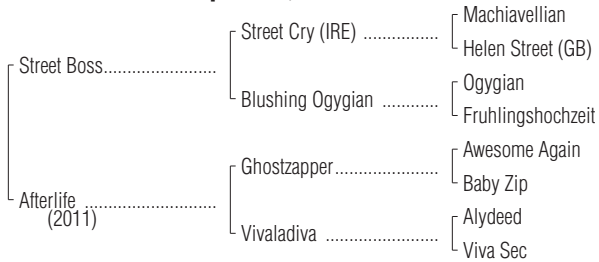 Machiavellian
Street Cry (IRE) ................
Helen Street (GB)
Street Boss........................
Ogygian
Blushing Ogygian ............
Fruhlingshochzeit
Awesome Again
Ghostzapper......................
Baby Zip
Afterlife ............................
(2011)
Alydeed
Vivaladiva ........................
Viva Sec